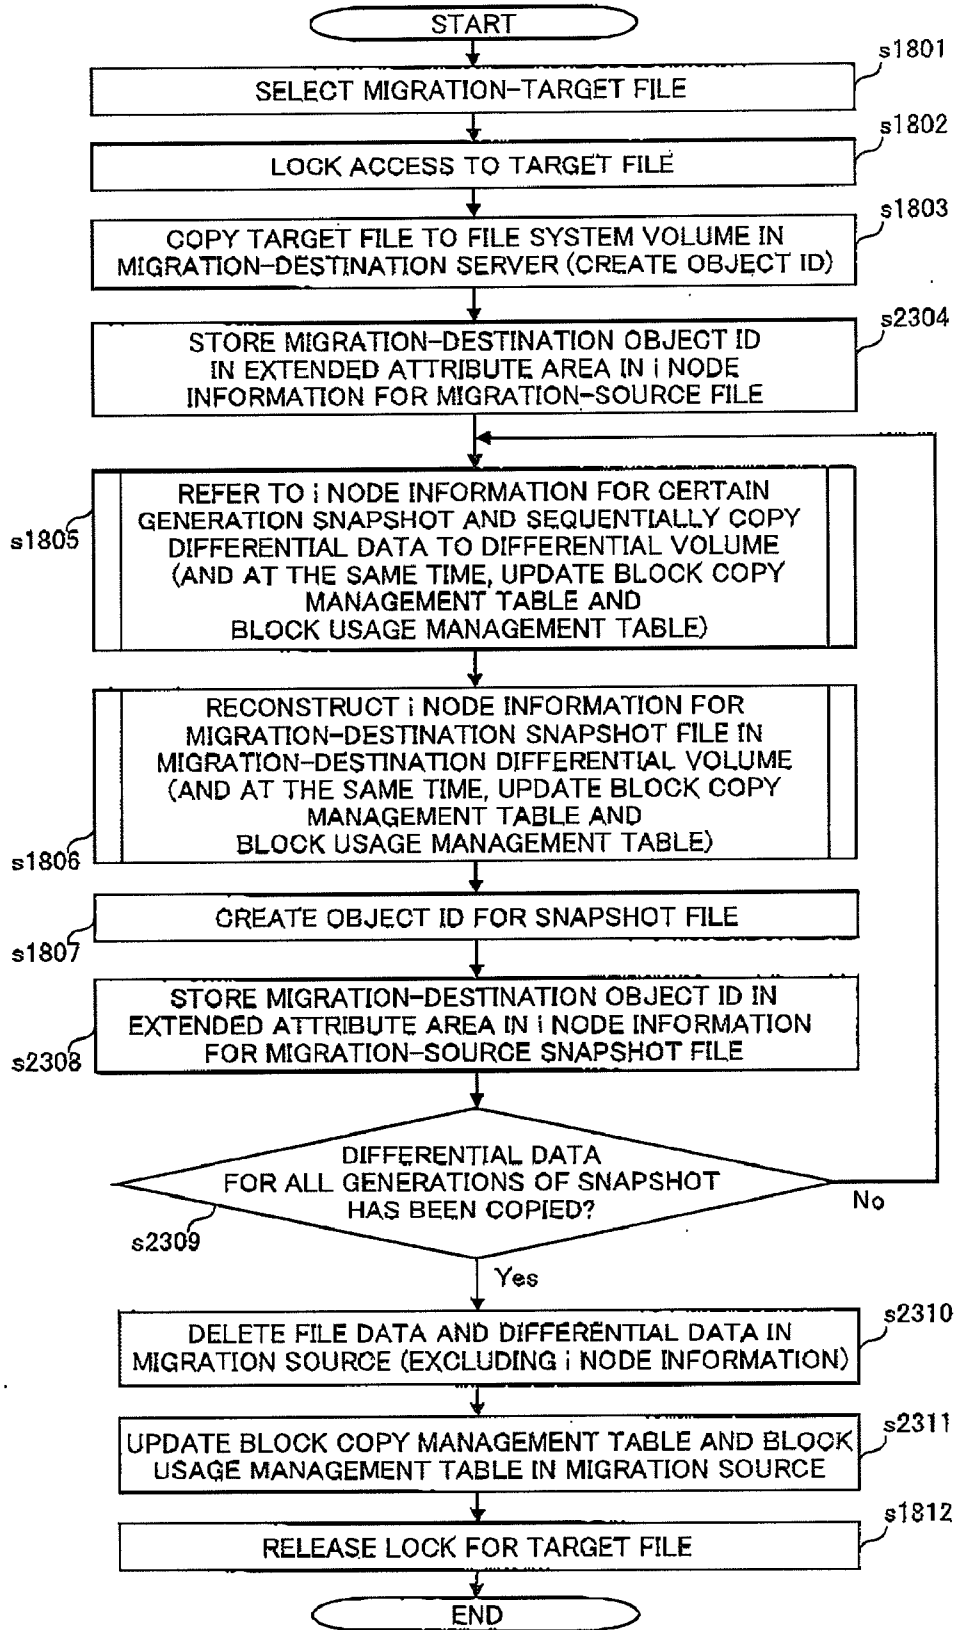 START
s1801
SELECT MIGRATION-TARGET FILE
s1802
LOCK ACCESS TO TARGET FILE
s1803
COPY TARGET FILE TO FILE SYSTEM VOLUME IN
MIGRATION-DESTINATION SERVER (CREATE OBJECT ID)
s2304
STORE MIGRATION-DESTINATION OBJECT ID
IN EXTENDED ATTRIBUTE AREA IN i NODE
INFORMATION FOR MIGRATION-SOURCE FILE
s1805
REFER TO i NODE INFORMATION FOR CERTAIN
GENERATION SNAPSHOT AND SEQUENTIALLY COPY
DIFFERENTIAL DATA TO DIFFERENTIAL VOLUME
(AND AT THE SAME TIME, UPDATE BLOCK COPY
MANAGEMENT TABLE AND
BLOCK USAGE MANAGEMENT TABLE)
s1806
RECONSTRUCT i NODE INFORMATION FOR
MIGRATION-DESTINATION SNAPSHOT FILE IN
MIGRATION-DESTINATION DIFFERENTIAL VOLUME
(AND AT THE SAME TIME, UPDATE BLOCK COPY
MANAGEMENT TABLE AND
BLOCK USAGE MANAGEMENT TABLE)
s1807
CREATE OBJECT ID FOR SNAPSHOT FILE
s2308
STORE MIGRATION-DESTINATION OBJECT ID IN
EXTENDED ATTRIBUTE AREA IN i NODE INFORMATION
FOR MIGRATION-SOURCE SNAPSHOT FILE
DIFFERENTIAL DATA
FOR ALL GENERATIONS OF SNAPSHOT
HAS BEEN COPIED?
No
s2309
Yes
s2310
DELETE FILE DATA AND DIFFERENTIAL DATA IN
MIGRATION SOURCE (EXCLUDING i NODE INFORMATION)
s2311
UPDATE BLOCK COPY MANAGEMENT TABLE AND BLOCK
USAGE MANAGEMENT TABLE IN MIGRATION SOURCE
s1812
RELEASE LOCK FOR TARGET FILE
END